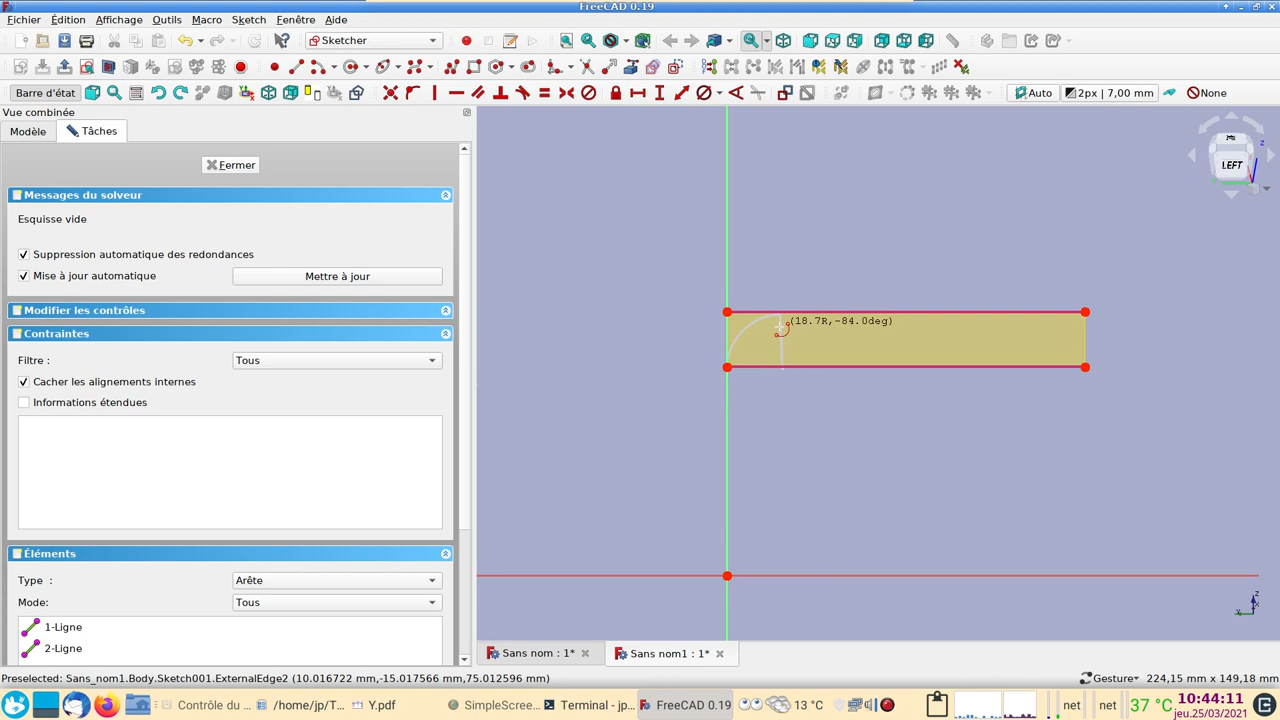 FreeCAD 0.19
Fichier Édition Affichage Outils Macro Sketch Fenêtre Aide
Sketcher
Barre d'état
Auto
2px | 7,00 mm
None
Vue combinée
Modèle Tâches
Fermer
Messages du solveur
Esquisse vide
Suppression automatique des redondances
Mise à jour automatique Mettre à jour
Modifier les contrôles
Contraintes
Filtre : Tous
Cacher les alignements internes
Informations étendues
Éléments
Type : Arête
Mode: Tous
1-Ligne
2-Ligne
(18.7R,-84.0deg)
LEFT
z
z
Y
Sans nom : 1* Sans nom1 : 1*
Preselected: Sans_nom1.Body.Sketch001.ExternalEdge2 (10.016722 mm,-15.017566 mm,75.012596 mm) Gesture 224,15 mm x 149,18 mm
Contrôle du ... /home/jp/T... Y.pdf SimpleScree... Terminal - jp... FreeCAD 0.19 13 °C net net 37 °C 10:44:11
jeu.25/03/2021